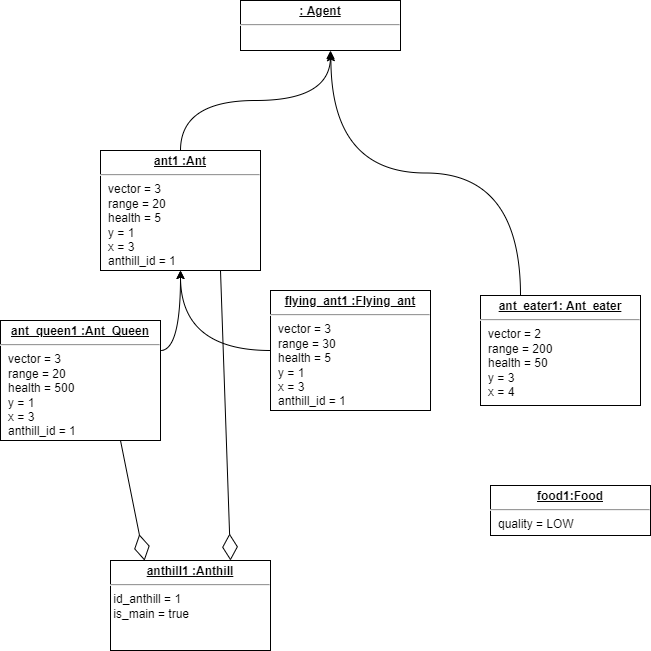 : Agent
ant1 :Ant
vector = 3
range = 20
health = 5
y = 1
x = 3
anthill_id = 1
ant_queen1 :Ant_Queen
vector = 3
range = 20
health = 500
y = 1
x = 3
anthill_id = 1
flying_ant1 :Flying_ant
vector = 3
range = 30
health = 5
y = 1
x = 3
anthill_id = 1
ant_eater1: Ant_eater
vector = 2
range = 200
health = 50
y = 3
x = 4
food1:Food
quality = LOW
anthill1 :Anthill
id_anthill = 1
is_main = true